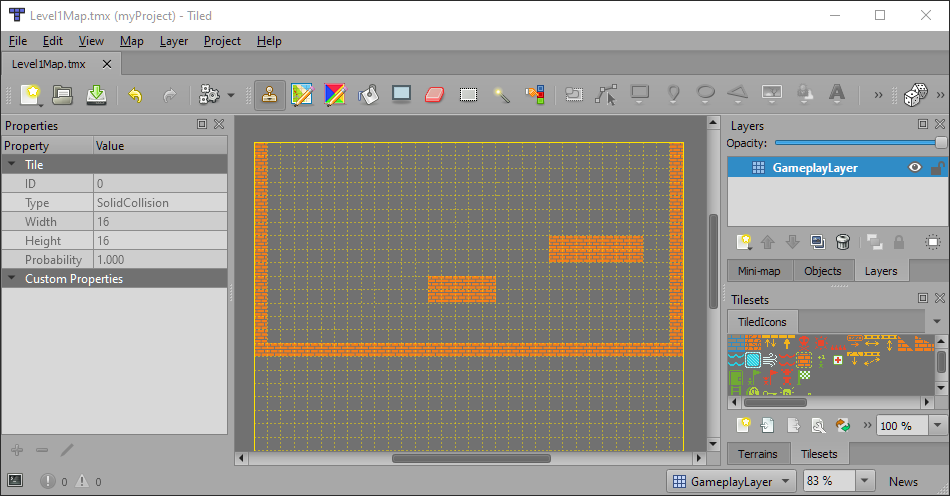 Level1Map.tmx (myProject) - Tiled
File Edit View Map Layer Project Help
Level1Map.tmx
Properties
Property Value
Tile
ID 0
Type SolidCollision
Width 16
Height 16
Probability 1.000
Custom Properties
Layers
Opacity:
GameplayLayer
Mini-map Objects Layers
Tilesets
TiledIcons
100 %
Terrains Tilesets
0 0
GameplayLayer 83 % News